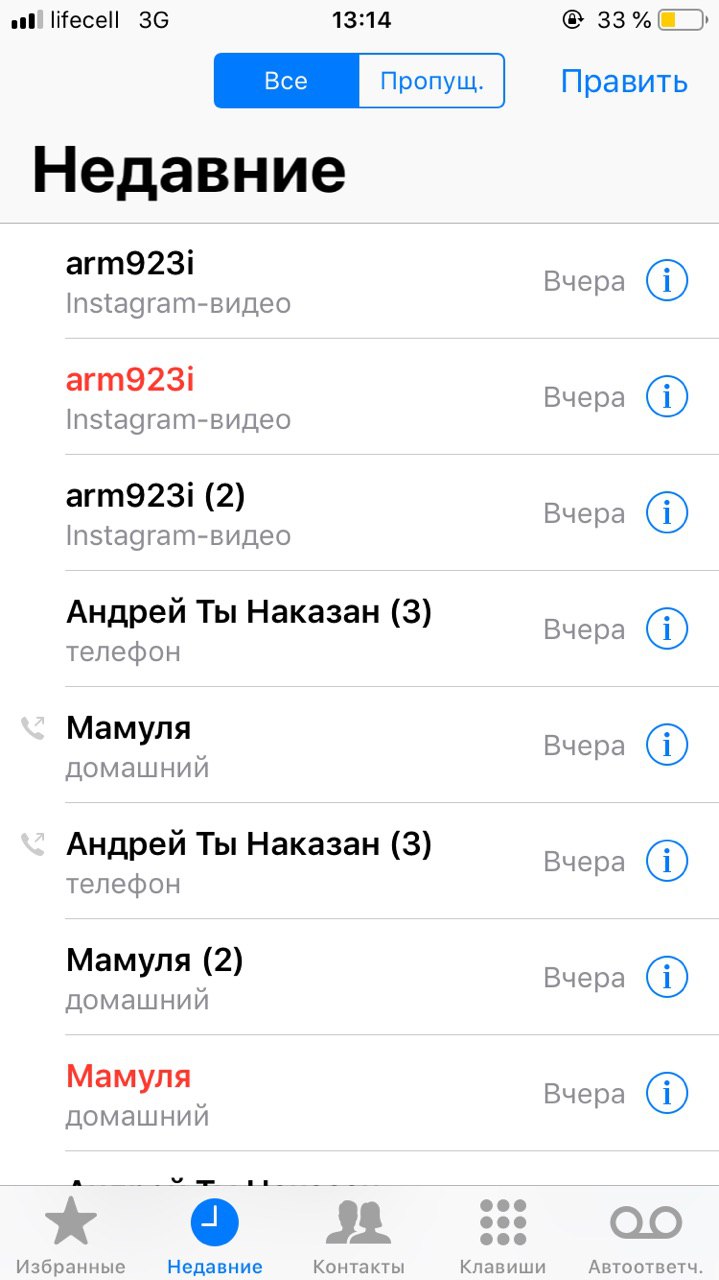 lifecell 3G 13:14 33 %
Все Пропущ. Править
Недавние
arm923i
Instagram-видео
Вчера
arm923i
Instagram-видео
Вчера
arm923i (2)
Instagram-видео
Вчера
Андрей Ты Наказан (3)
телефон
Вчера
Мамуля
домашний
Вчера
Андрей Ты Наказан (3)
телефон
Вчера
Мамуля (2)
домашний
Вчера
Мамуля
домашний
Вчера
Избранные Недавние Контакты Клавиши Автоответч.